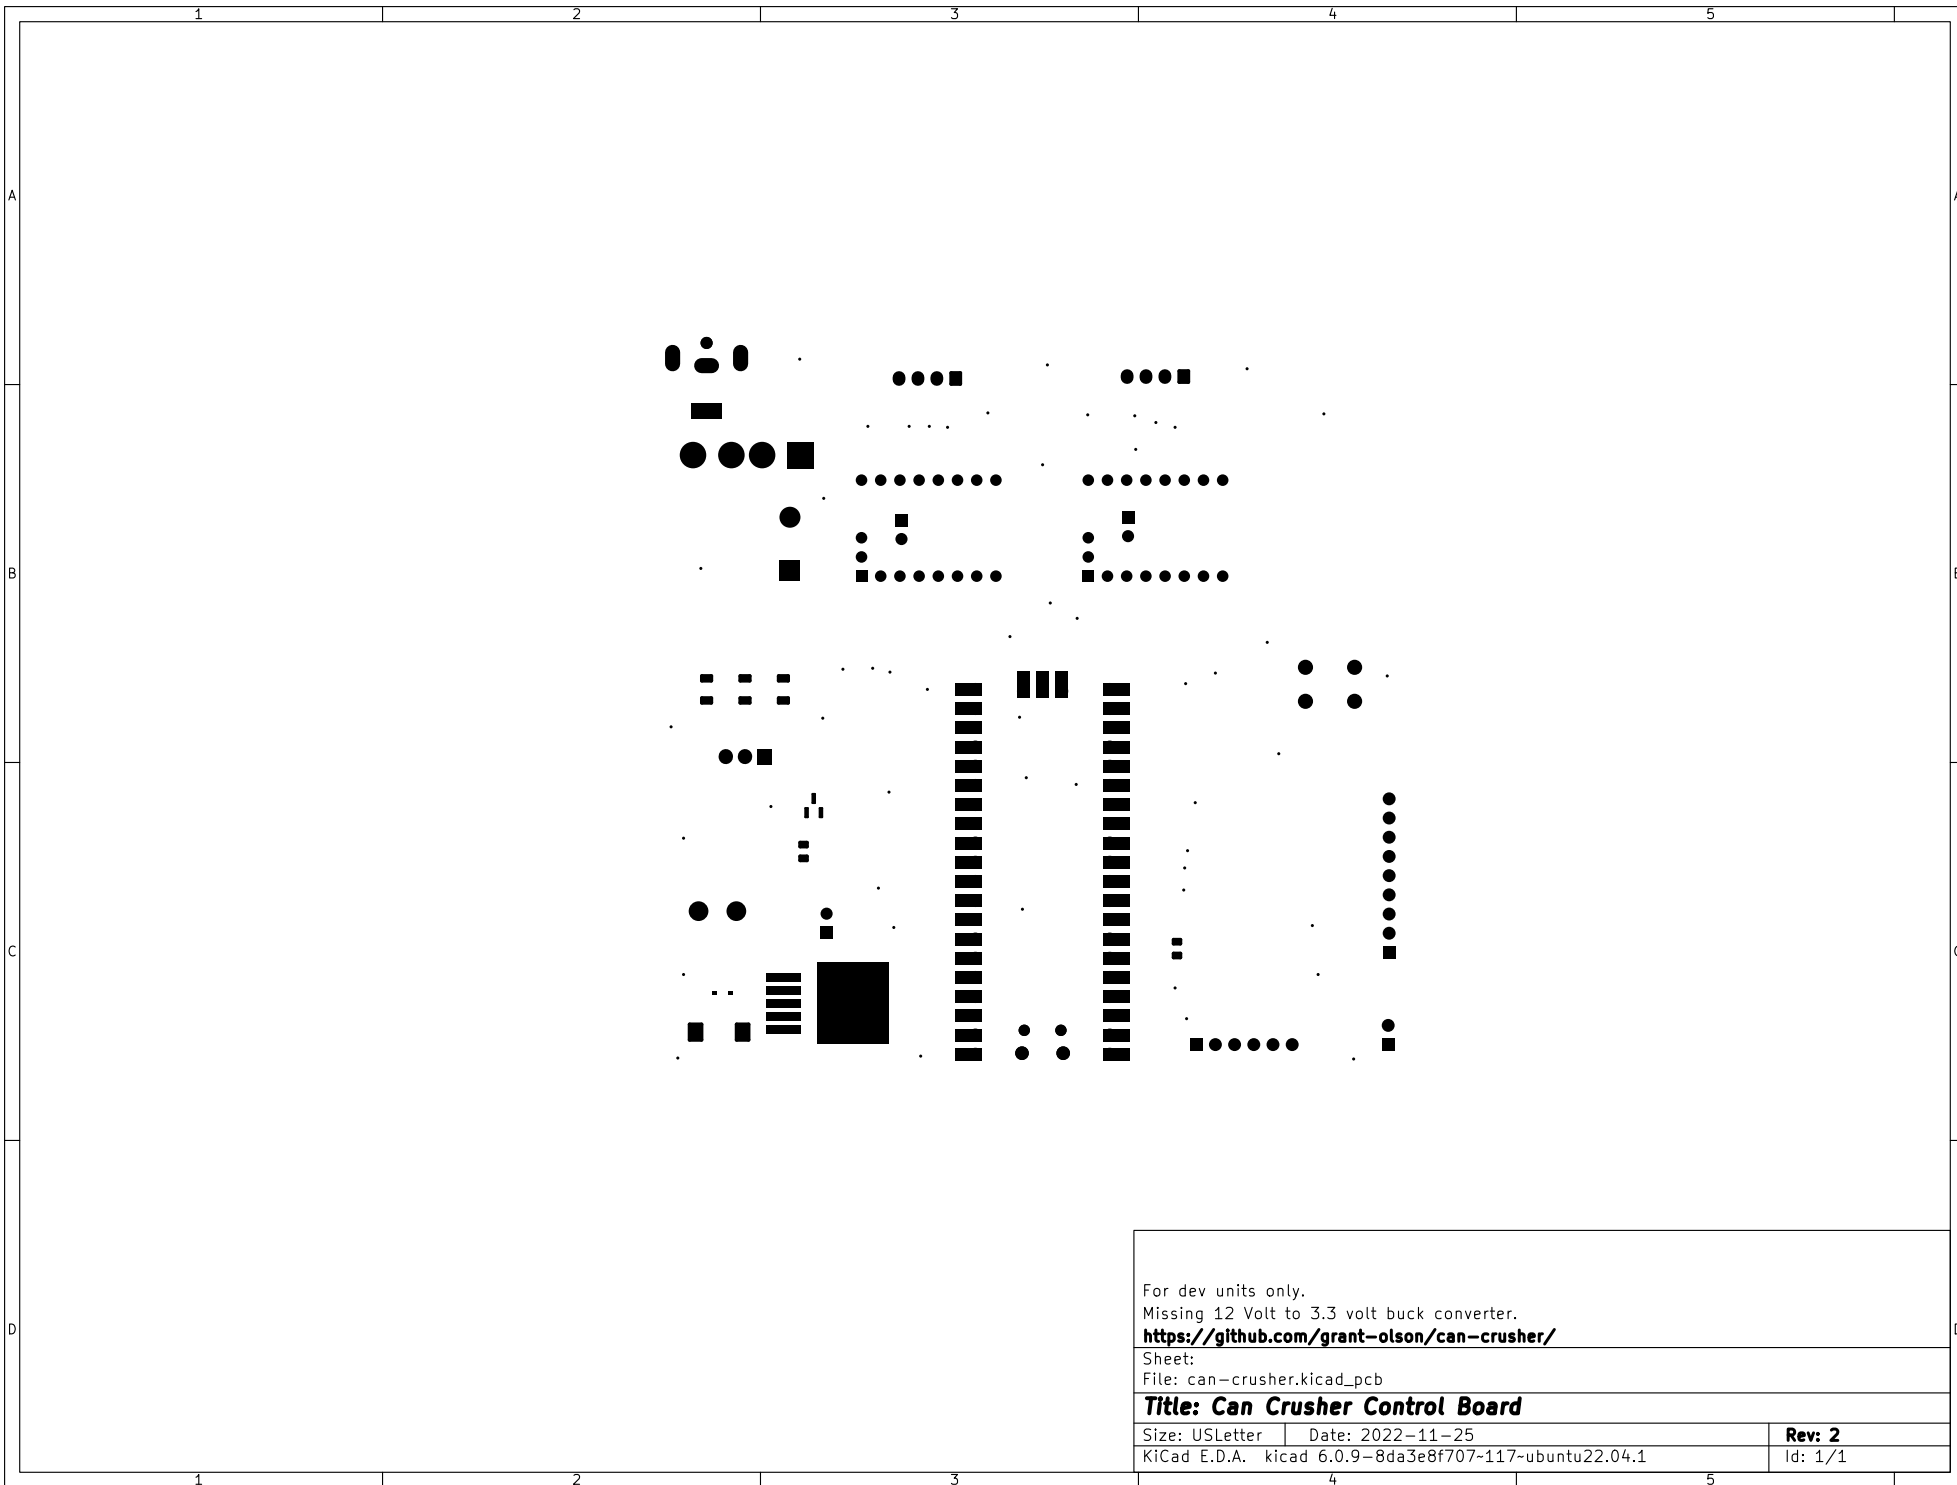 1 2 3 4 5
A A
B B
C C
D D
For dev units only.
Missing 12 Volt to 3.3 volt buck converter.
https://github.com/grant-olson/can-crusher/
Sheet:
File: can-crusher.kicad_pcb
Title: Can Crusher Control Board
Size: USLetter Date: 2022-11-25 Rev: 2
KiCad E.D.A. kicad 6.0.9-8da3e8f707~117~ubuntu22.04.1 Id: 1/1
1 2 3 4 5